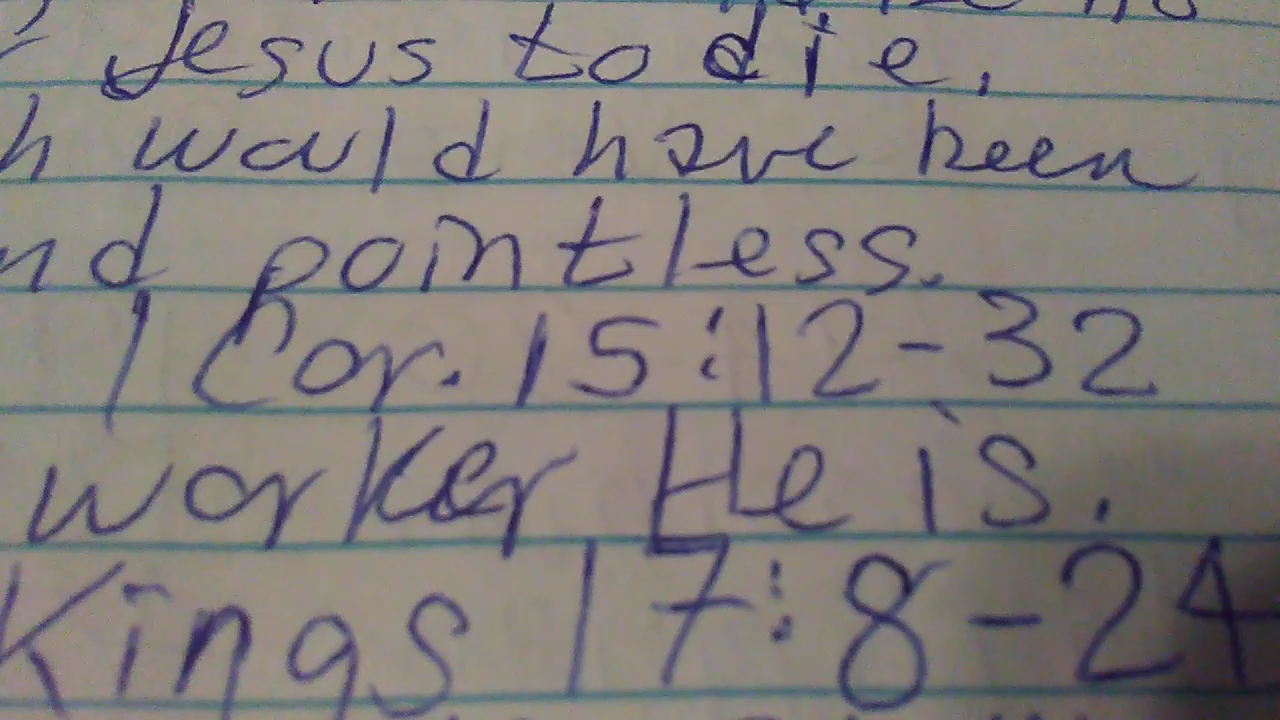 Jesus to die.
h would have been
nd pointless.
1 Cor. 15:12-32
worker He is.
Kings 17:8-24